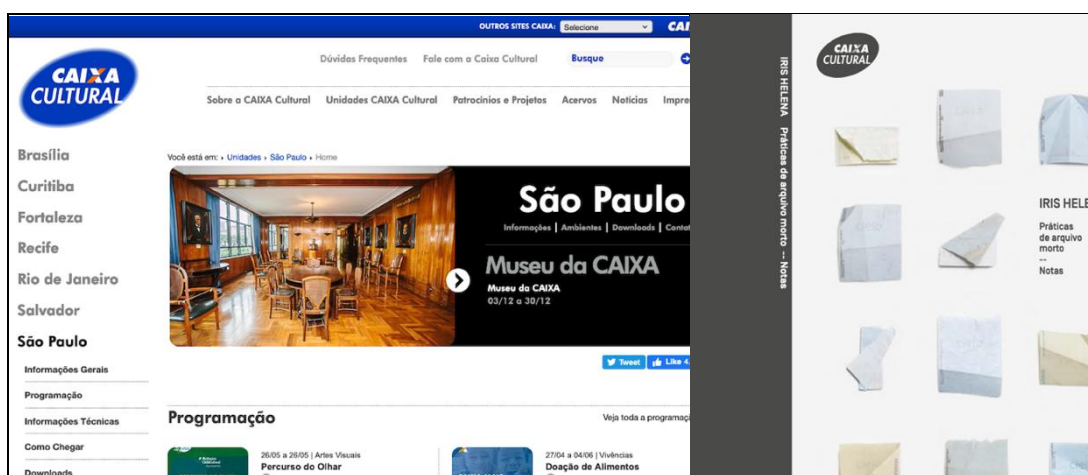 OUTROS SITES CAIXA: Selecione
CAIXA CULTURAL
Dúvidas Frequentes Fale com a Caixa Cultural Busque
Sobre a CAIXA Cultural Unidades CAIXA Cultural Patrocínios e Projetos Acervos Notícias Impre
Brasília
Curitiba
Fortaleza
Recife
Rio de Janeiro
Salvador
São Paulo
Informações Gerais
Programação
Informações Técnicas
Como Chegar
Downloads
Você está em: › Unidades › São Paulo › Home
São Paulo
Informações | Ambientes | Downloads |
Museu da CAIXA
Museu da CAIXA
03/12 a 30/12
Tweet Like
Programação
Veja toda a
26/05 a 26/05 | Artes Visuais
Percurso do Olhar
27/04 a 04/06 | Vivências
Doação de Alimentos
IRIS HELENA Práticas de arquivo morto -- Notas
CAIXA
CULTURAL
IRIS HELE
Práticas
de arquivo
morto
--
Notas